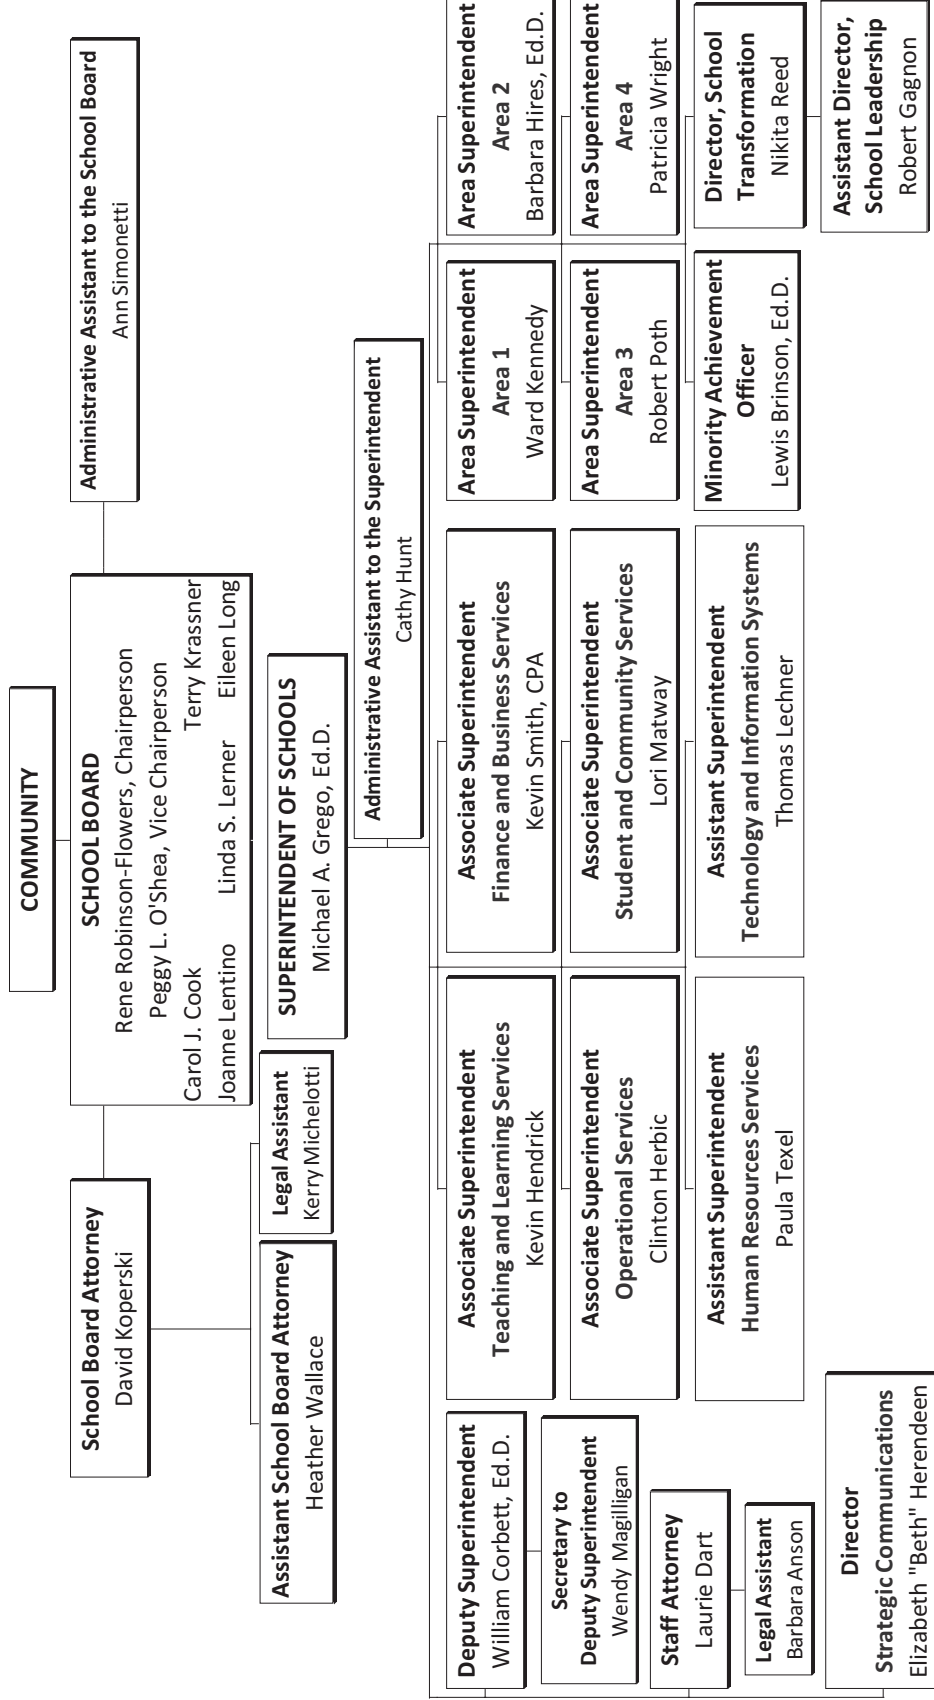 COMMUNITY
SCHOOL BOARD
Rene Robinson-Flowers, Chairperson
Peggy L. O'Shea, Vice Chairperson
Carol J. Cook Terry Krassner
Joanne Lentino Linda S. Lerner Eileen Long
Administrative Assistant to the School Board
Ann Simonetti
School Board Attorney
David Koperski
Assistant School Board Attorney
Heather Wallace
Legal Assistant
Kerry Michelotti
SUPERINTENDENT OF SCHOOLS
Michael A. Grego, Ed.D.
Administrative Assistant to the Superintendent
Cathy Hunt
Deputy Superintendent
William Corbett, Ed.D.
Secretary to
Deputy Superintendent
Wendy Magilligan
Staff Attorney
Laurie Dart
Legal Assistant
Barbara Anson
Director
Strategic Communications
Elizabeth "Beth" Herendeen
Associate Superintendent
Teaching and Learning Services
Kevin Hendrick
Associate Superintendent
Operational Services
Clinton Herbic
Assistant Superintendent
Human Resources Services
Paula Texel
Associate Superintendent
Finance and Business Services
Kevin Smith, CPA
Associate Superintendent
Student and Community Services
Lori Matway
Assistant Superintendent
Technology and Information Systems
Thomas Lechner
Area Superintendent
Area 1
Ward Kennedy
Area Superintendent
Area 3
Robert Poth
Minority Achievement
Officer
Lewis Brinson, Ed.D.
Area Superintendent
Area 2
Barbara Hires, Ed.D.
Area Superintendent
Area 4
Patricia Wright
Director, School
Transformation
Nikita Reed
Assistant Director,
School Leadership
Robert Gagnon